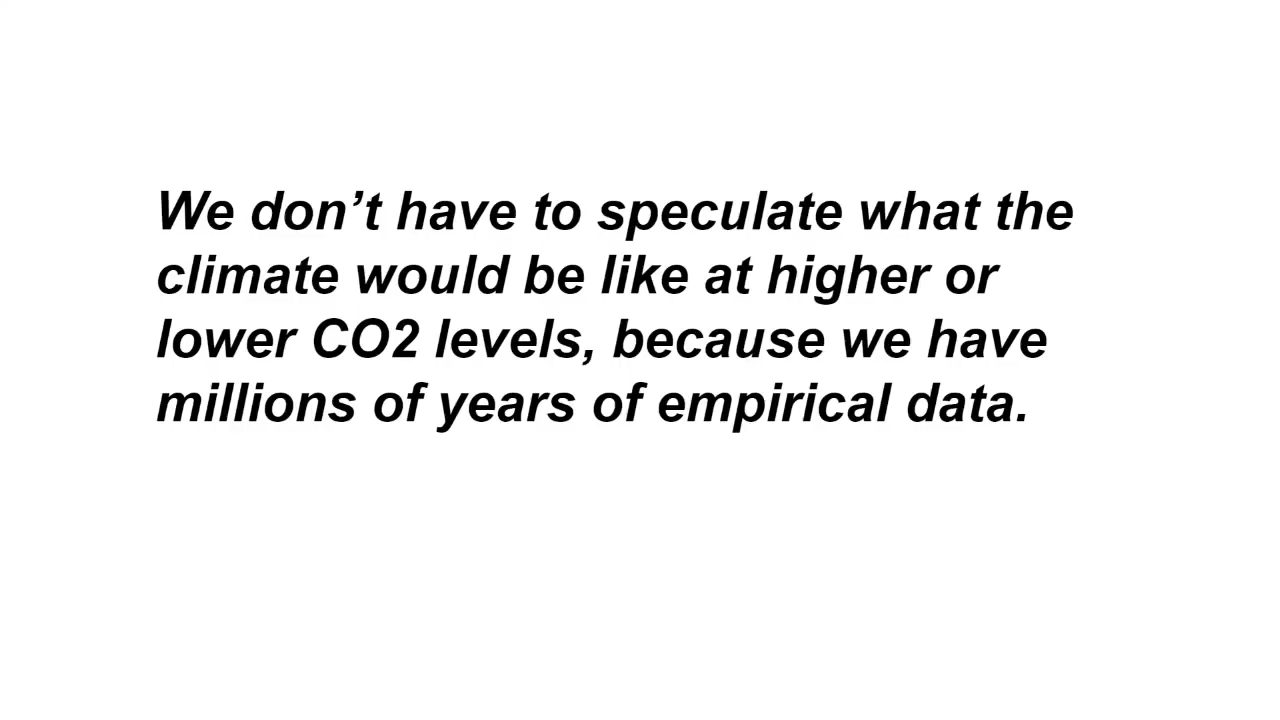 We don’t have to speculate what the
climate would be like at higher or
lower CO2 levels, because we have
millions of years of empirical data.